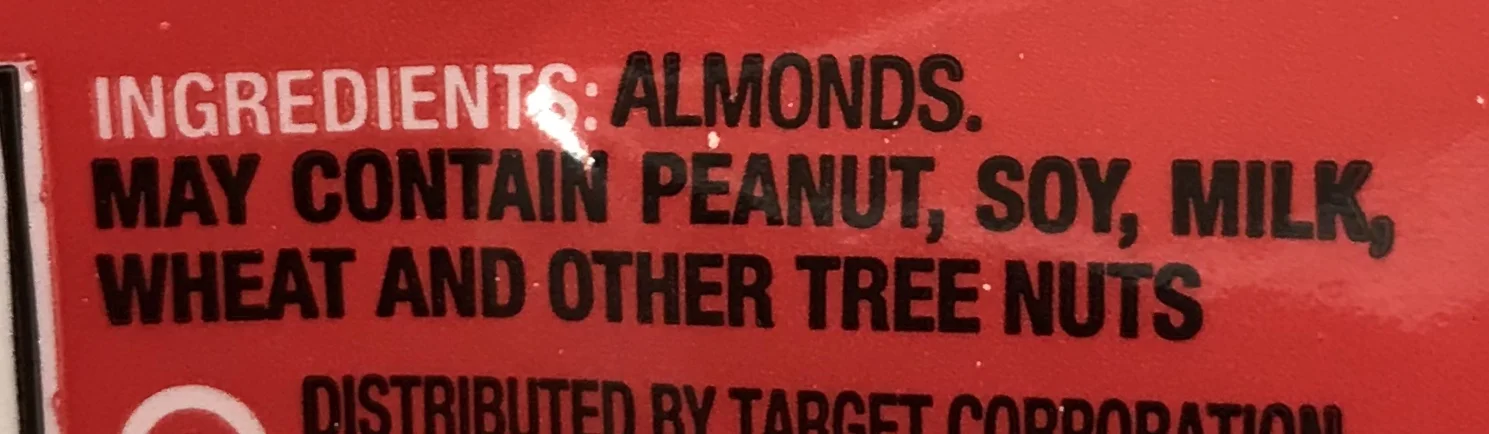 INGREDIENTS: ALMONDS.
MAY CONTAIN PEANUT, SOY, MILK,
WHEAT AND OTHER TREE NUTS
DISTRIBUTED BY TARGET CORPORATION